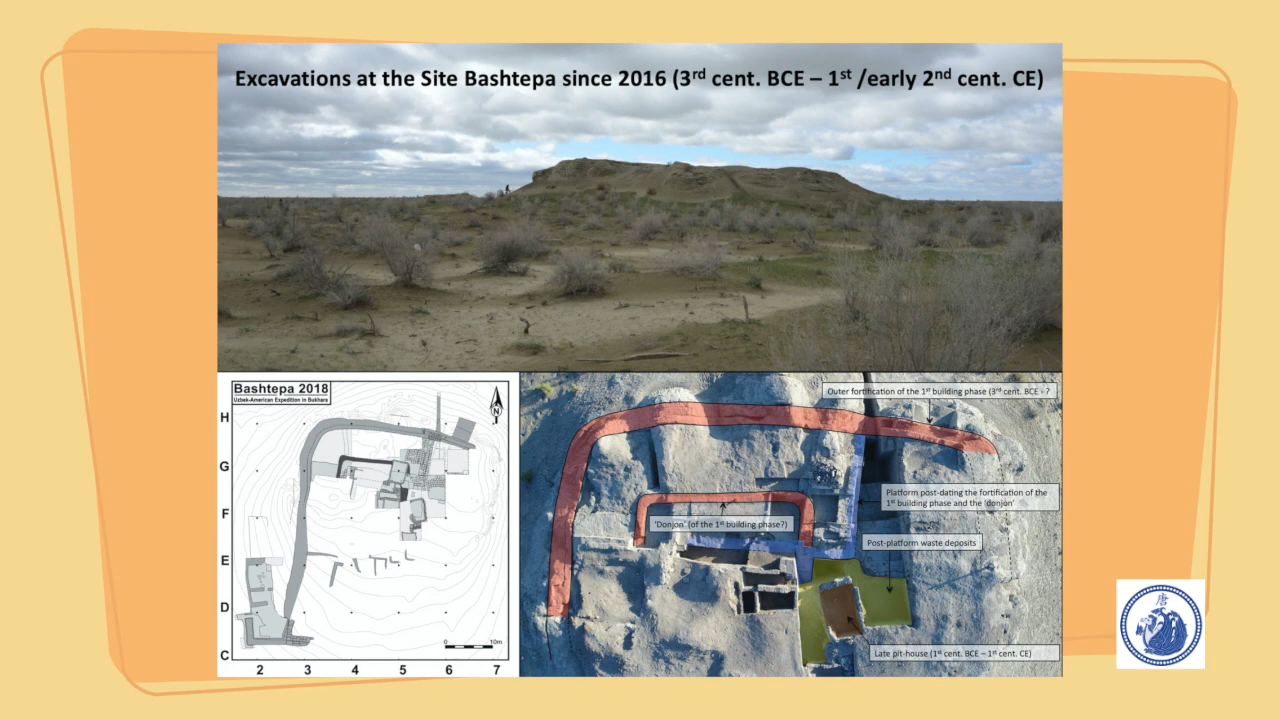 Excavations at the Site Bashtepa since 2016 (3rd cent. BCE – 1st /early 2nd cent. CE)
Bashtepa 2018
Uzbek-American Expedition in Bukhara
N
H
G
F
E
D
C
2 3 4 5 6 7
0 10m
Outer fortification of the 1st building phase (3rd cent. BCE - ?
Platform post-dating the fortification of the
1st building phase and the 'donjon'
'Donjon' (of the 1st building phase?)
Post-platform waste deposits
Late pit-house (1st cent. BCE – 1st cent. CE)
唐